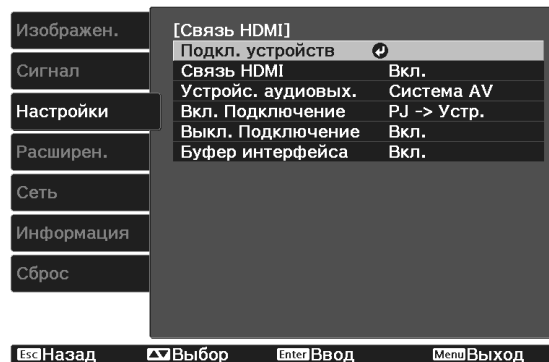 Изображен.
Сигнал
Настройки
Расширен.
Сеть
Информация
Сброс
[Связь HDMI]
Подкл. устройств
Связь HDMI Вкл.
Устройс. аудиовых. Система AV
Вкл. Подключение PJ -> Устр.
Выкл. Подключение Вкл.
Буфер интерфейса Вкл.
Esc Назад Выбор Enter Ввод Menu Выход